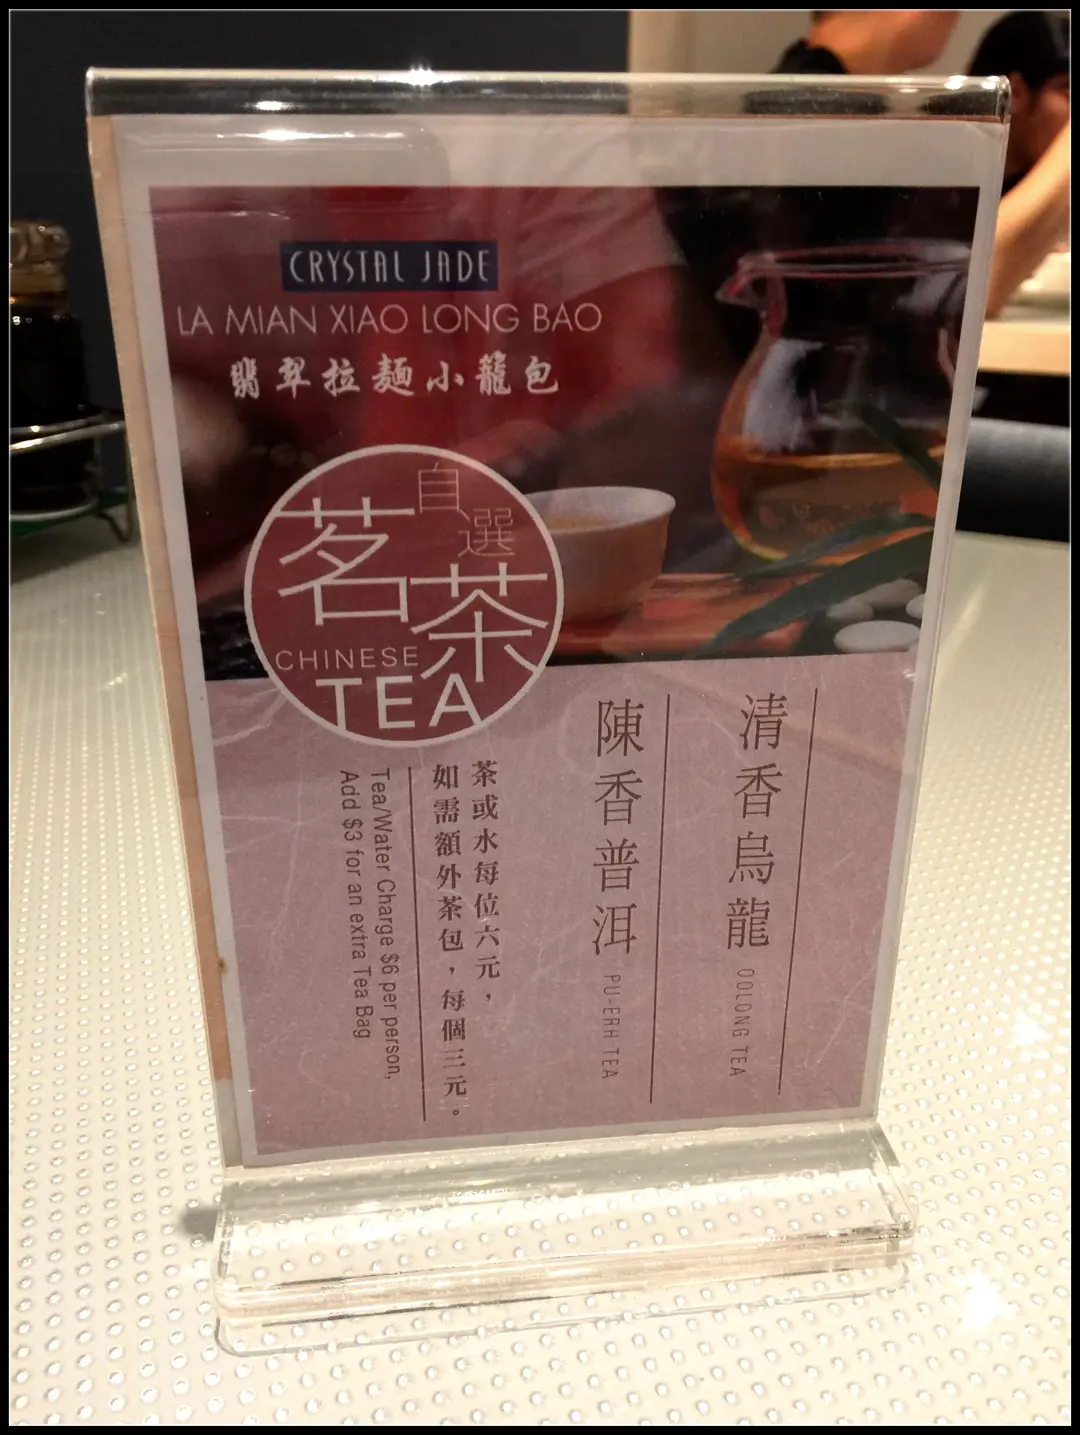 CRYSTAL JADE
LA MIAN XIAO LONG BAO
翡翠拉麵小籠包
自選
茗茶
CHINESE
TEA
清香烏龍 OOLONG TEA
陳香普洱 PU-ERH TEA
茶或水每位六元，
如需額外茶包，每個三元。
Tea/Water Charge $6 per person,
Add $3 for an extra Tea Bag